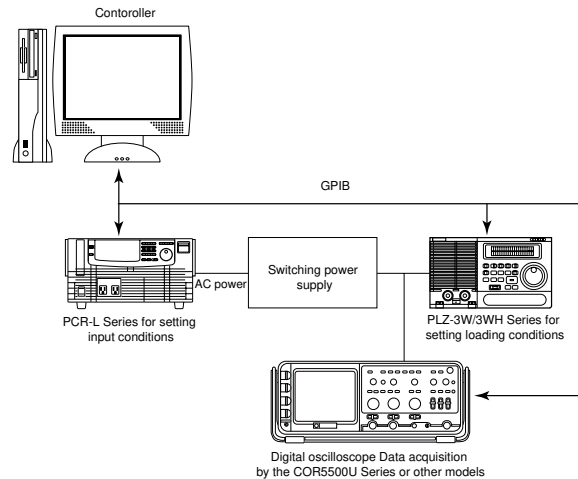 Contoroller
GPIB
AC power
Switching power
supply
PCR-L Series for setting
input conditions
PLZ-3W/3WH Series for
setting loading conditions
Digital oscilloscope Data acquisition
by the COR5500U Series or other models